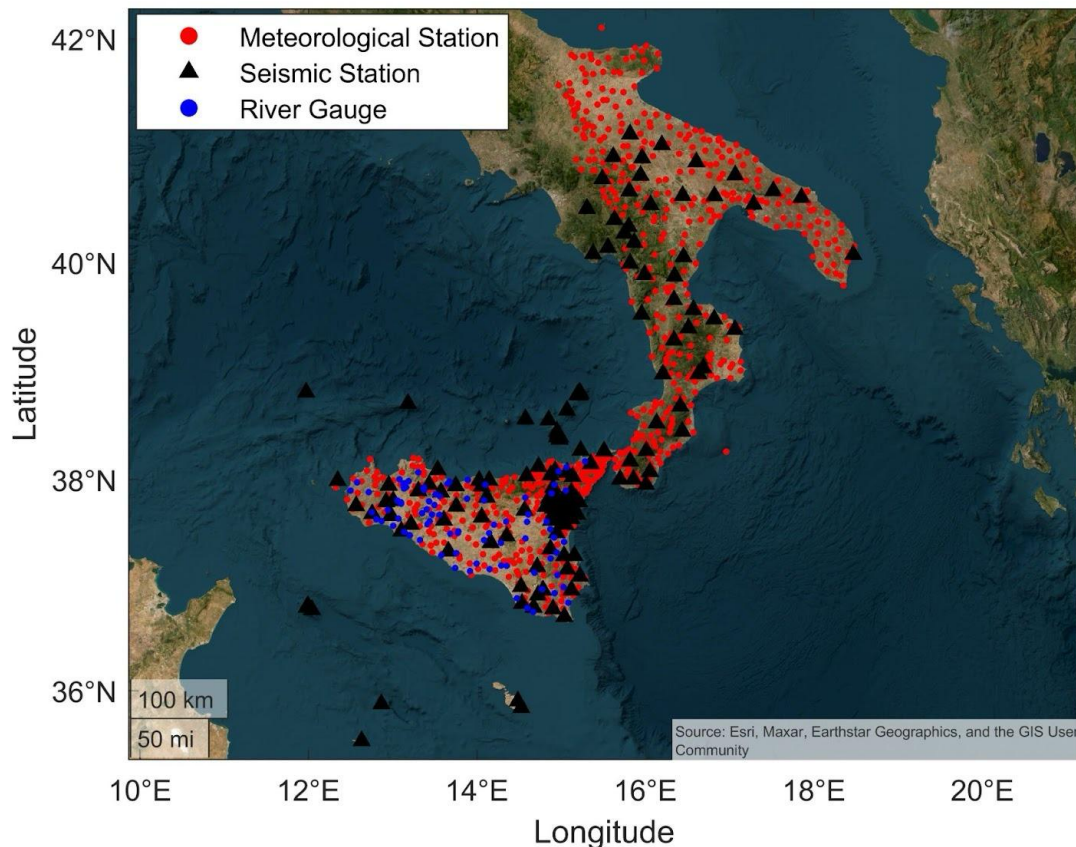 42°N
40°N
38°N
36°N
Latitude
Meteorological Station
Seismic Station
River Gauge
100 km
50 mi
Source: Esri, Maxar, Earthstar Geographics, and the GIS User
Community
10°E
12°E
14°E
16°E
18°E
20°E
Longitude